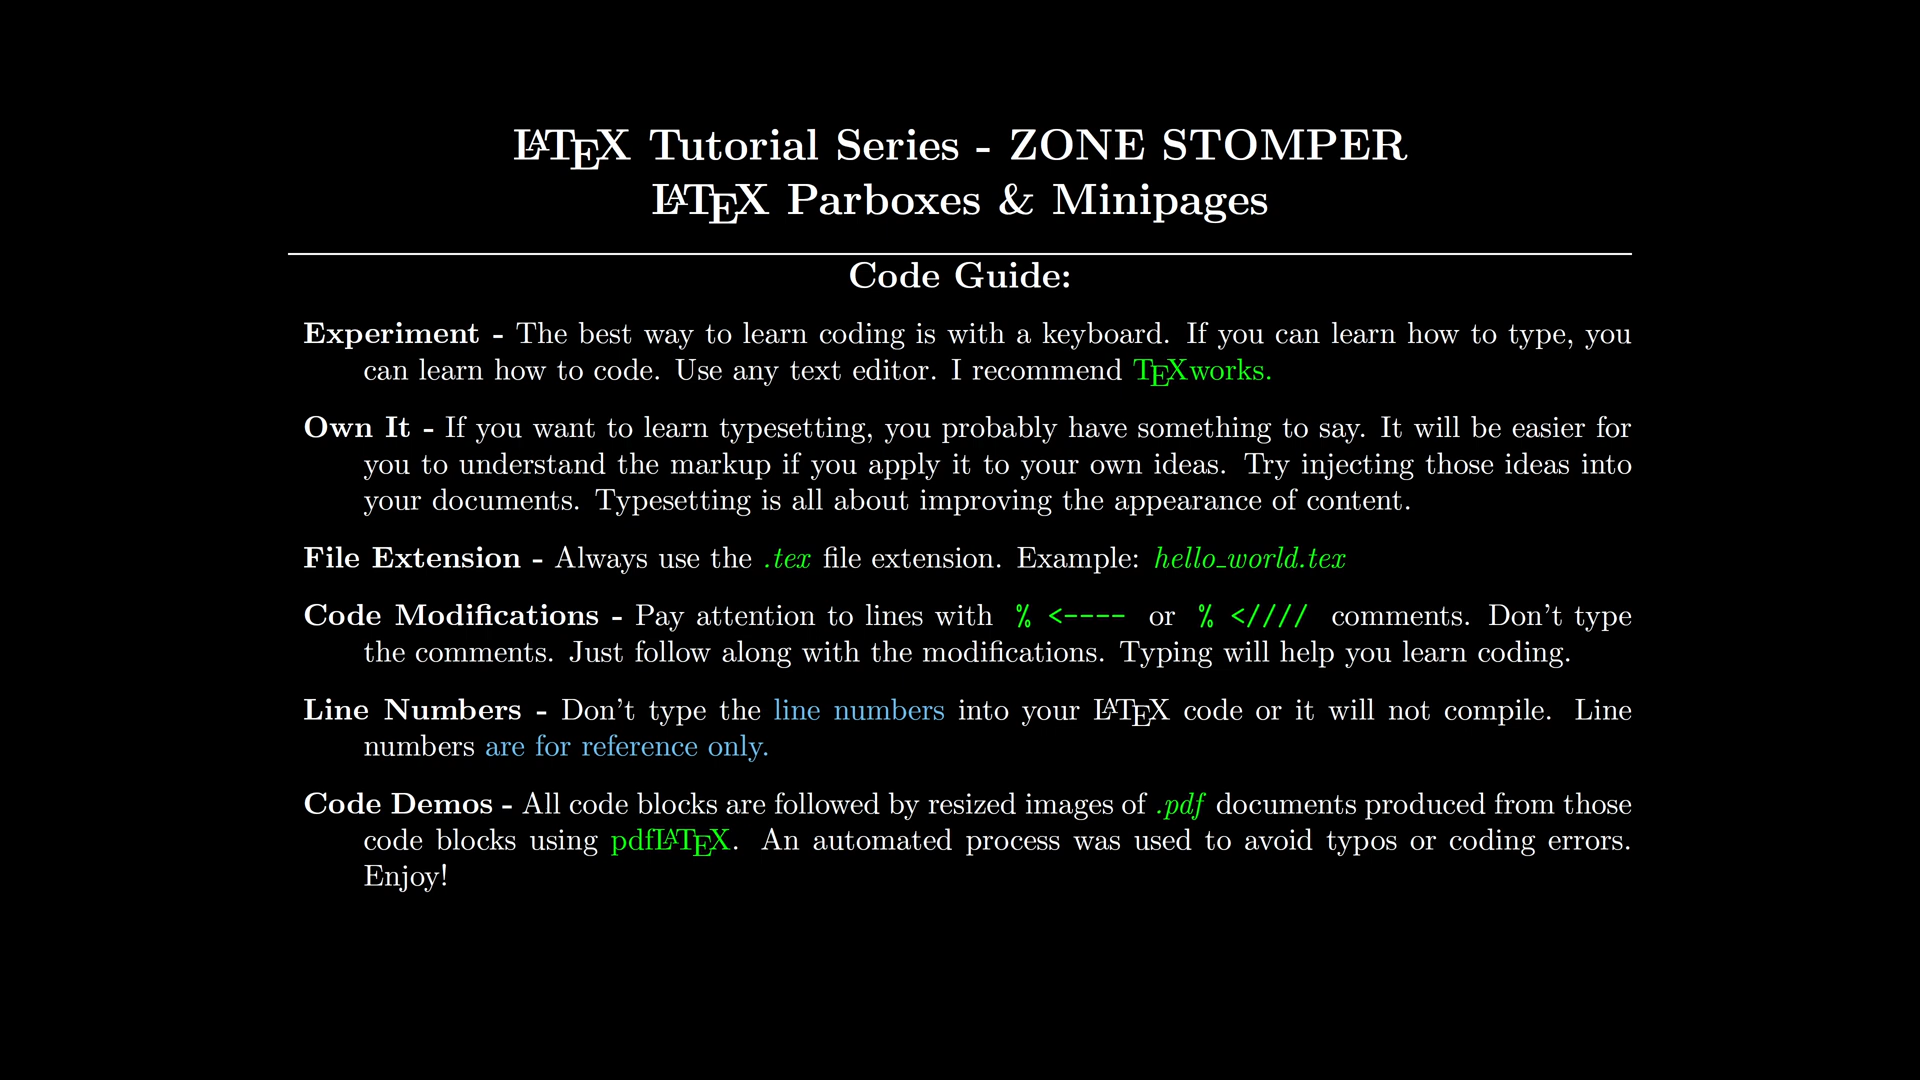 LATEX Tutorial Series - ZONE STOMPER
LATEX Parboxes & Minipages
Code Guide:
Experiment - The best way to learn coding is with a keyboard. If you can learn how to type, you
can learn how to code. Use any text editor. I recommend TEXworks.
Own It - If you want to learn typesetting, you probably have something to say. It will be easier for
you to understand the markup if you apply it to your own ideas. Try injecting those ideas into
your documents. Typesetting is all about improving the appearance of content.
File Extension - Always use the .tex file extension. Example: hello_world.tex
Code Modifications - Pay attention to lines with % <---- or % <//// comments. Don't type
the comments. Just follow along with the modifications. Typing will help you learn coding.
Line Numbers - Don't type the line numbers into your LATEX code or it will not compile. Line
numbers are for reference only.
Code Demos - All code blocks are followed by resized images of .pdf documents produced from those
code blocks using pdfLATEX. An automated process was used to avoid typos or coding errors.
Enjoy!